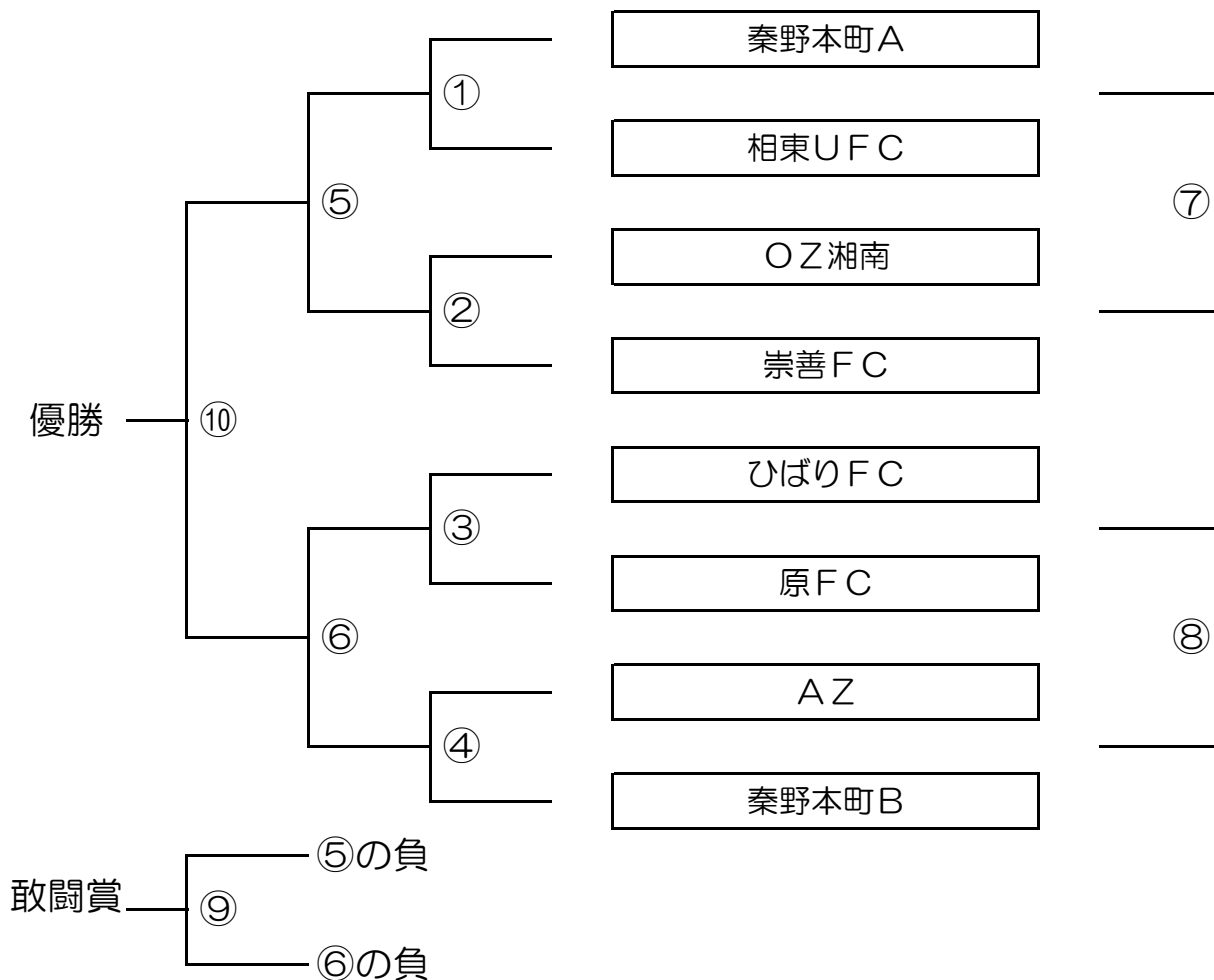 秦野本町A
①
相東UFC
⑤
⑦
OZ湘南
②
崇善FC
優勝
⑩
ひばりFC
③
原FC
⑥
⑧
AZ
④
秦野本町B
⑤の負
敢闘賞
⑨
⑥の負